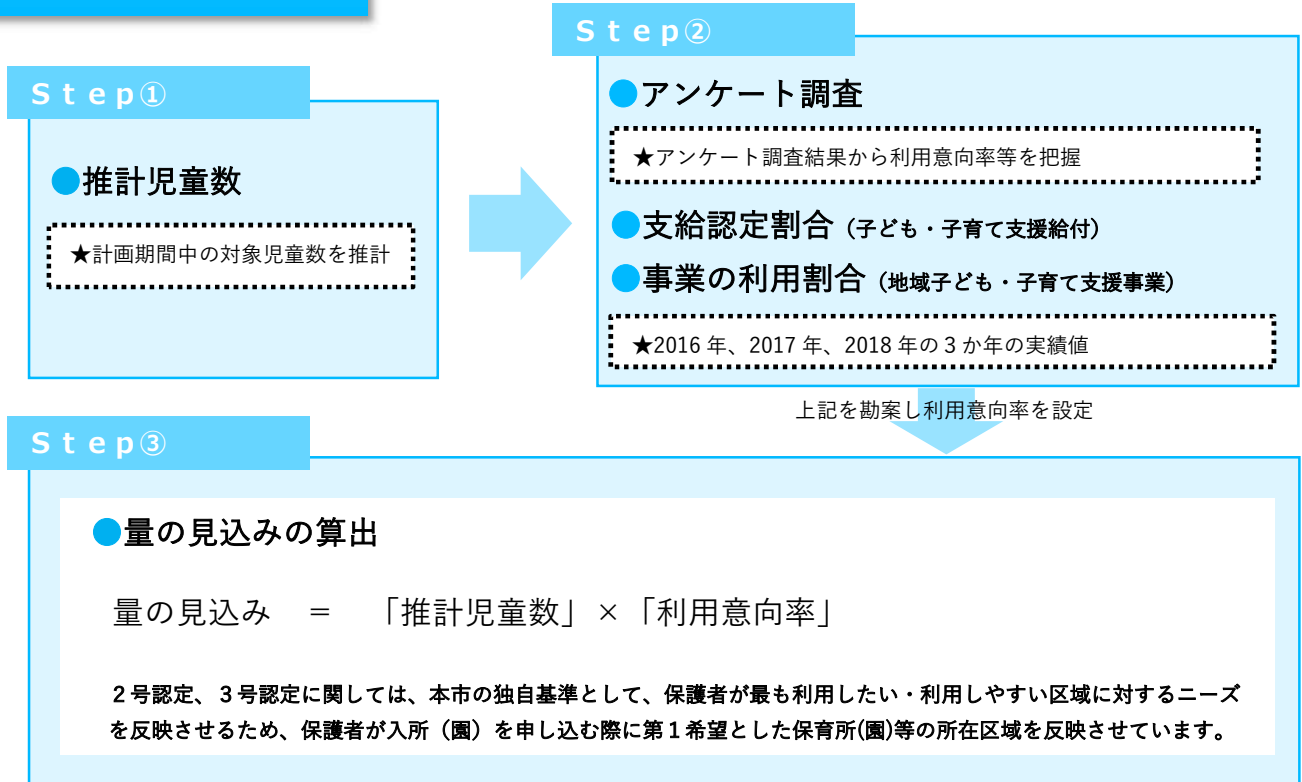 Step①
●推計児童数
★計画期間中の対象児童数を推計
Step②
●アンケート調査
★アンケート調査結果から利用意向率等を把握
●支給認定割合（子ども・子育て支援給付）
●事業の利用割合（地域子ども・子育て支援事業）
★2016 年、2017 年、2018 年の３か年の実績値
上記を勘案し利用意向率を設定
Step③
●量の見込みの算出
量の見込み　＝　「推計児童数」×「利用意向率」
２号認定、３号認定に関しては、本市の独自基準として、保護者が最も利用したい・利用しやすい区域に対するニーズ
を反映させるため、保護者が入所（園）を申し込む際に第１希望とした保育所(園)等の所在区域を反映させています。